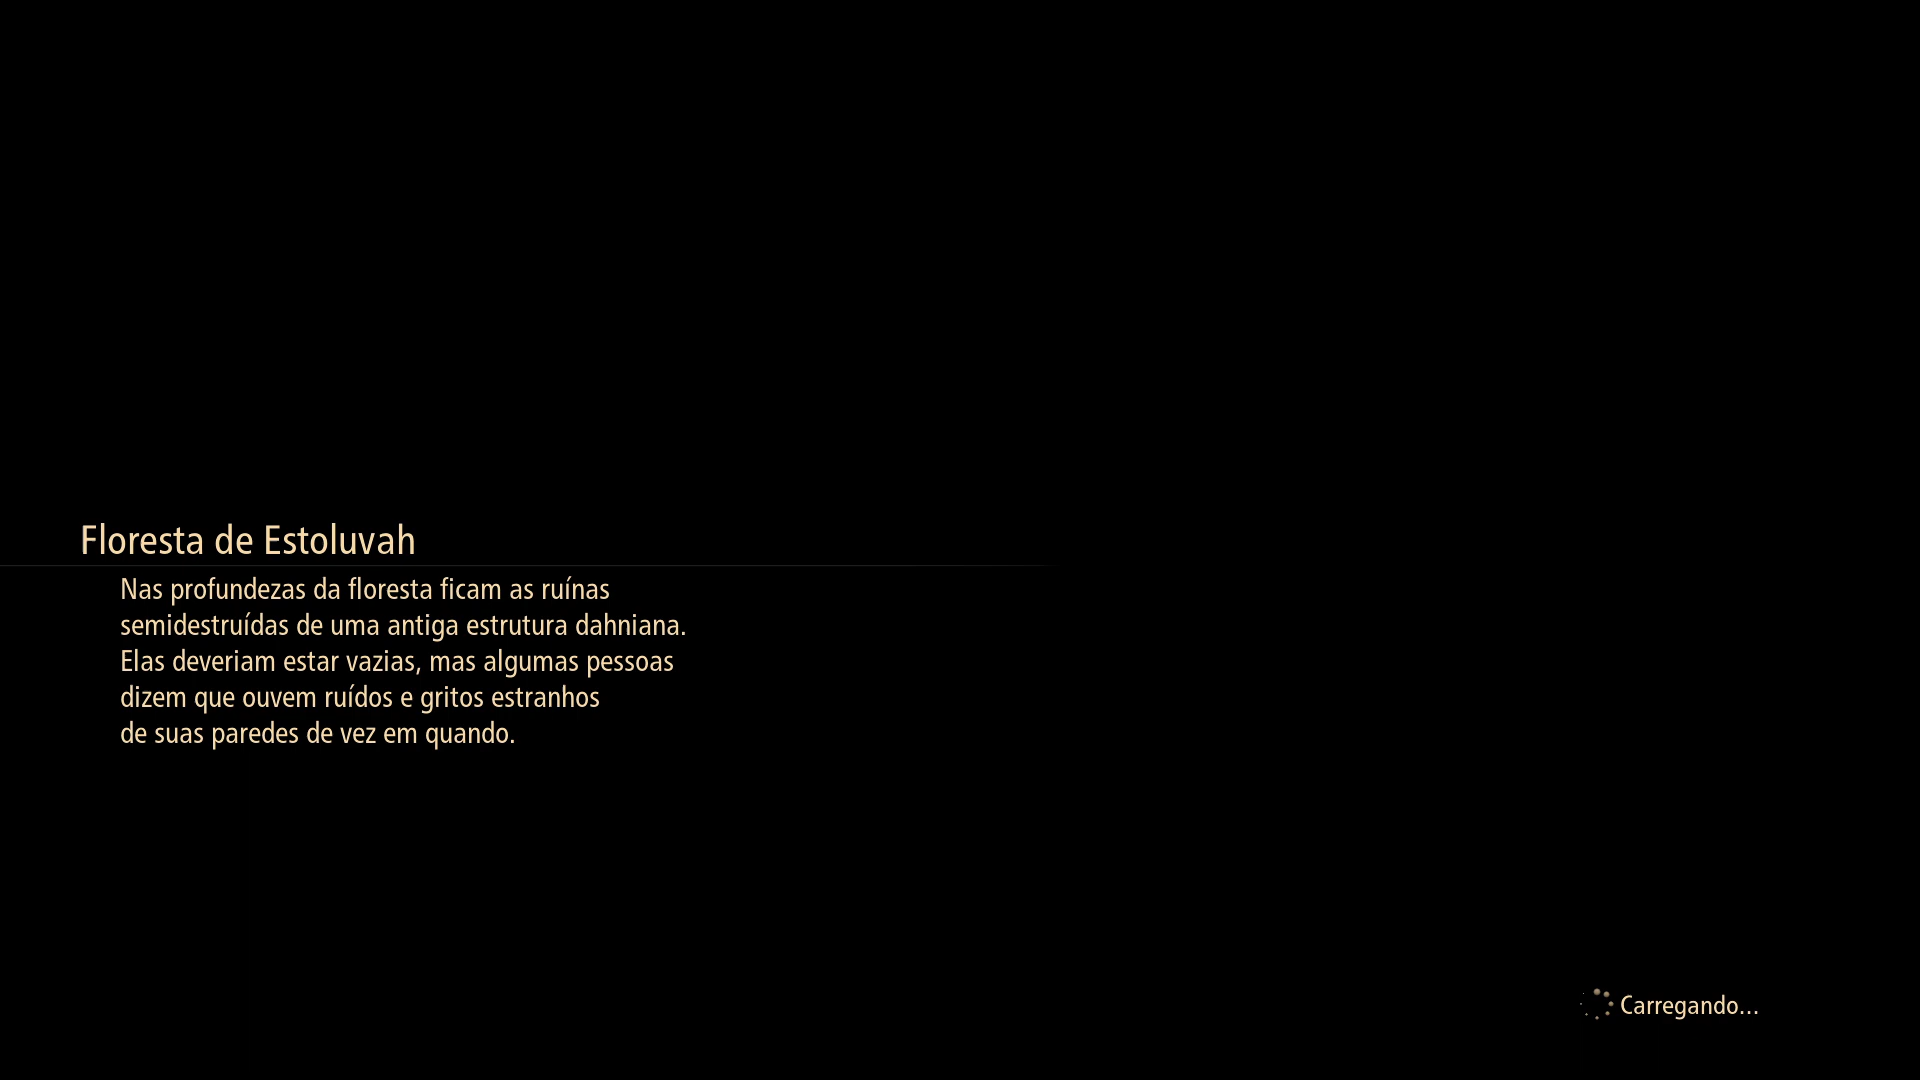 Floresta de Estoluvah
Nas profundezas da floresta ficam as ruínas
semidestruídas de uma antiga estrutura dahniana.
Elas deveriam estar vazias, mas algumas pessoas
dizem que ouvem ruídos e gritos estranhos
de suas paredes de vez em quando.
Carregando...